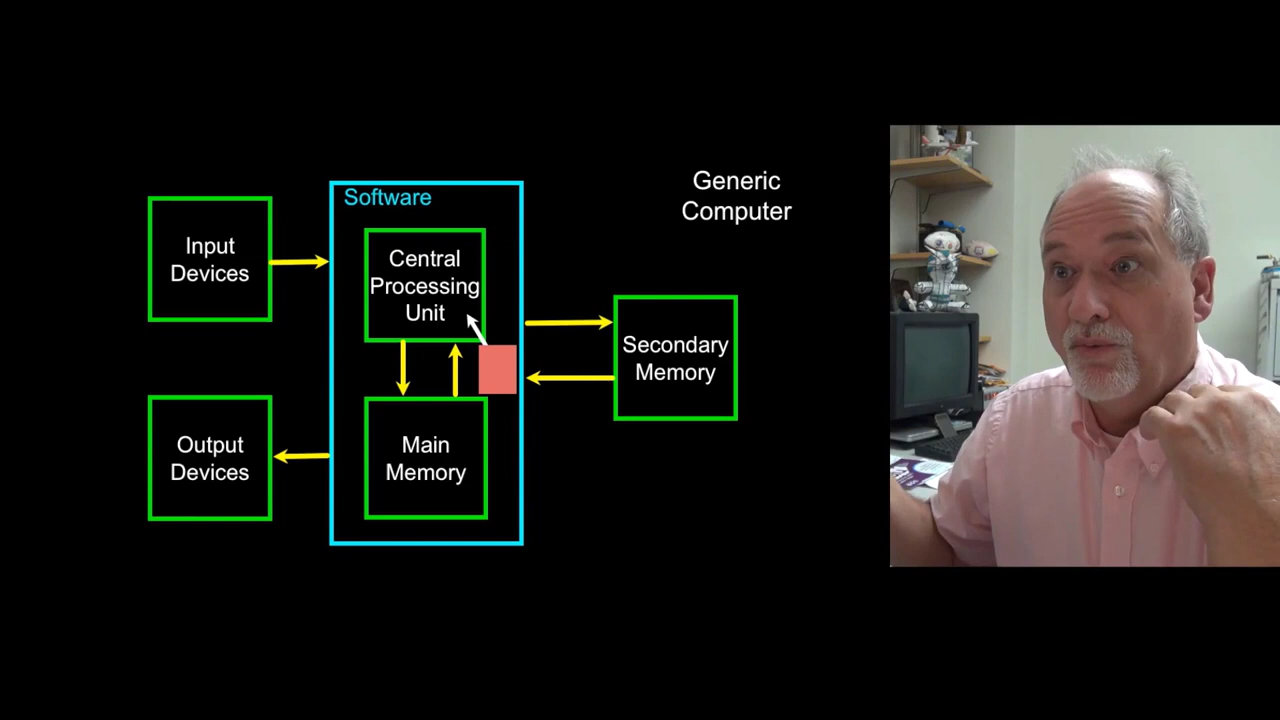 Generic
Computer
Software
Input
Devices
Central
Processing
Unit
Secondary
Memory
Output
Devices
Main
Memory